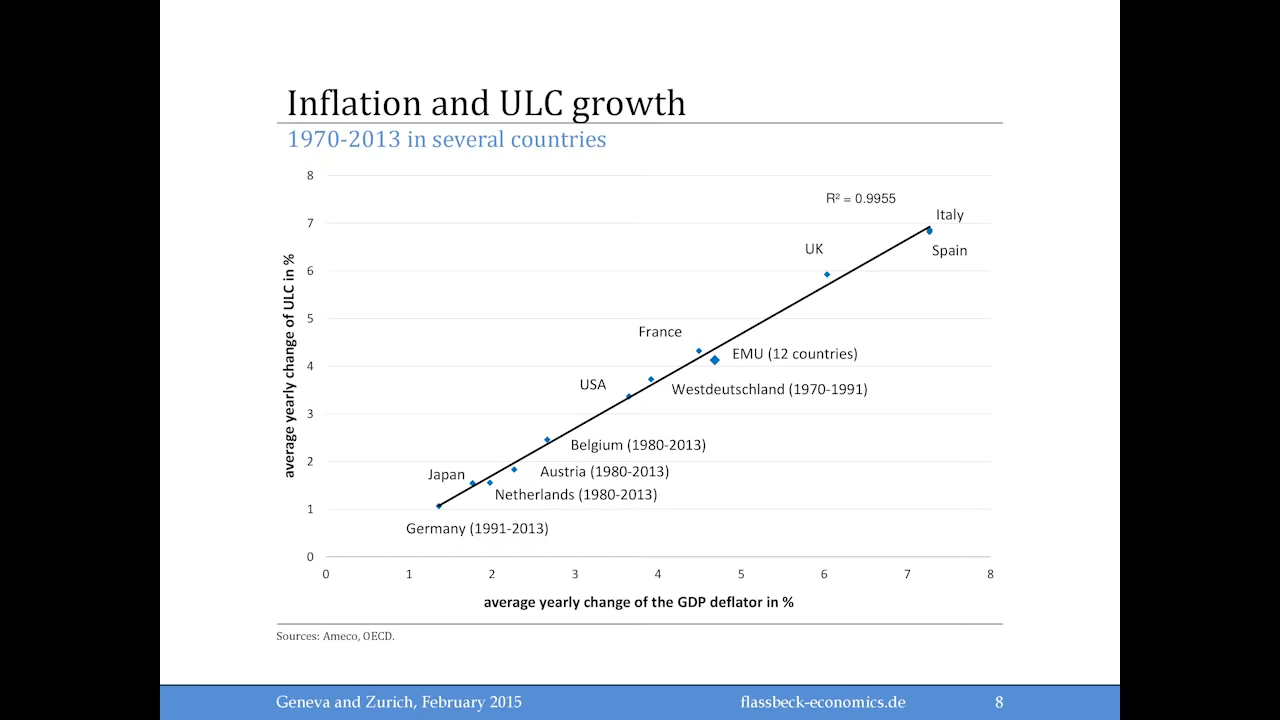 Inflation and ULC growth
1970-2013 in several countries
8
7
6
5
4
3
2
1
0
average yearly change of ULC in %
R² = 0.9955
Italy
Spain
UK
France
EMU (12 countries)
USA
Westdeutschland (1970-1991)
Belgium (1980-2013)
Japan
Austria (1980-2013)
Netherlands (1980-2013)
Germany (1991-2013)
0 1 2 3 4 5 6 7 8
average yearly change of the GDP deflator in %
Sources: Ameco, OECD.
Geneva and Zurich, February 2015 flassbeck-economics.de 8